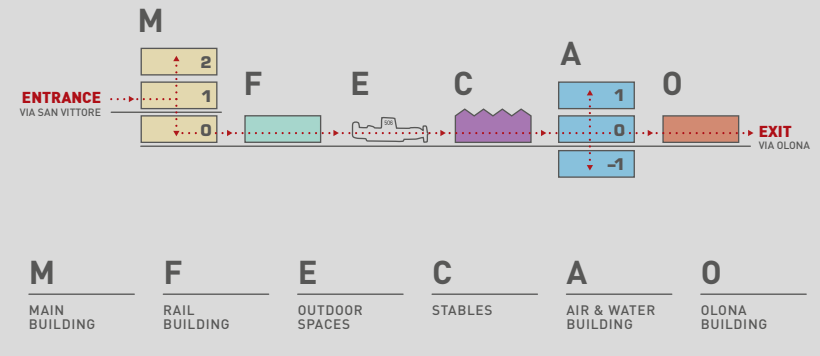 M
A
F
E
C
O
2
1
0
ENTRANCE
VIA SAN VITTORE
506
1
0
-1
EXIT
VIA OLONA
M
F
E
C
A
O
MAIN
BUILDING
RAIL
BUILDING
OUTDOOR
SPACES
STABLES
AIR & WATER
BUILDING
OLONA
BUILDING